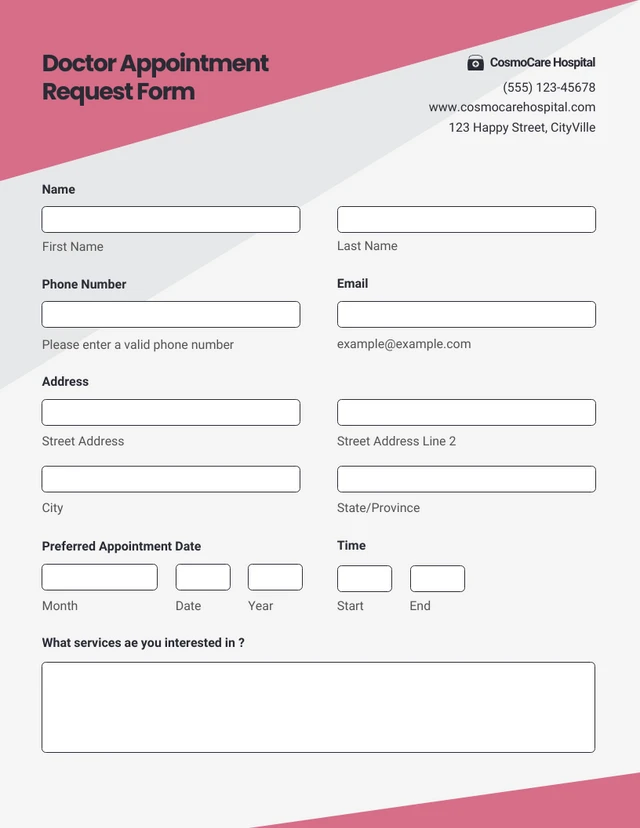 Doctor Appointment
Request Form
CosmoCare Hospital
(555) 123-45678
www.cosmocarehospital.com
123 Happy Street, CityVille
Name
First Name
Last Name
Phone Number
Email
Please enter a valid phone number
example@example.com
Address
Street Address
Street Address Line 2
City
State/Province
Preferred Appointment Date
Time
Month
Date
Year
Start
End
What services ae you interested in ?